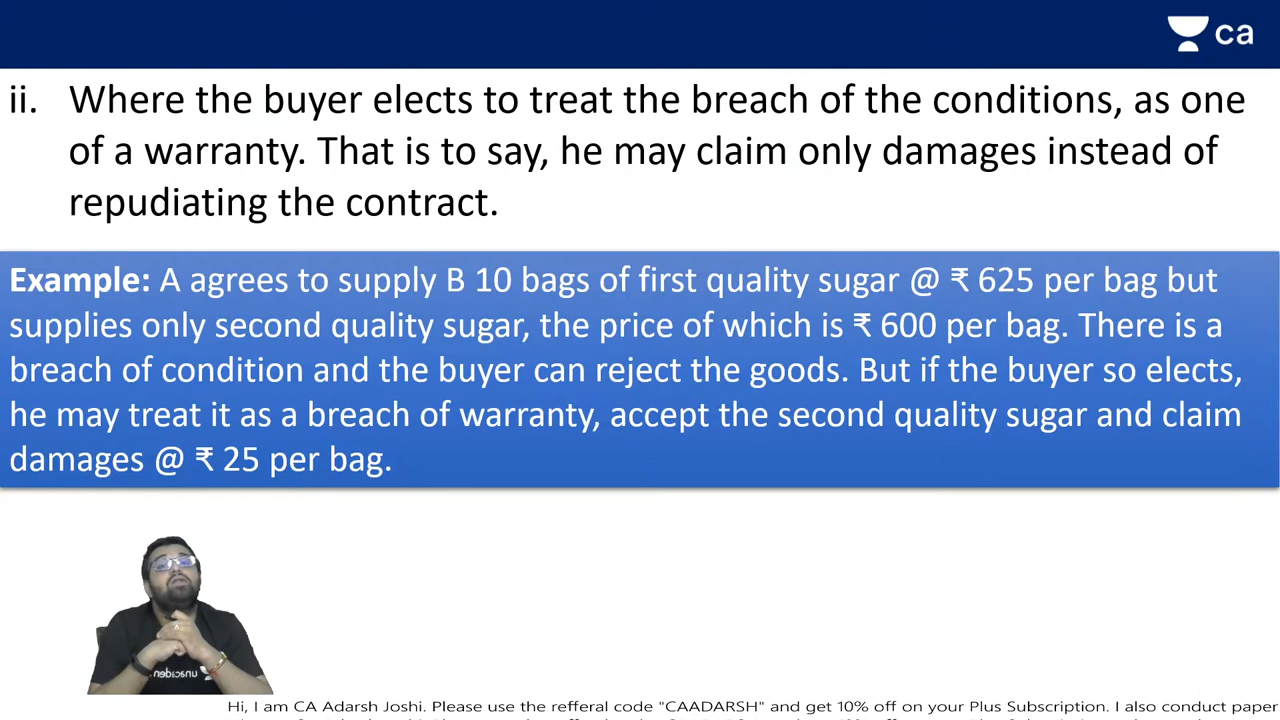 ca
ii. Where the buyer elects to treat the breach of the conditions, as one
of a warranty. That is to say, he may claim only damages instead of
repudiating the contract.
Example: A agrees to supply B 10 bags of first quality sugar @ ₹ 625 per bag but
supplies only second quality sugar, the price of which is ₹ 600 per bag. There is a
breach of condition and the buyer can reject the goods. But if the buyer so elects,
he may treat it as a breach of warranty, accept the second quality sugar and claim
damages @ ₹ 25 per bag.
Hi, I am CA Adarsh Joshi. Please use the refferal code "CAADARSH" and get 10% off on your Plus Subscription. I also conduct paper